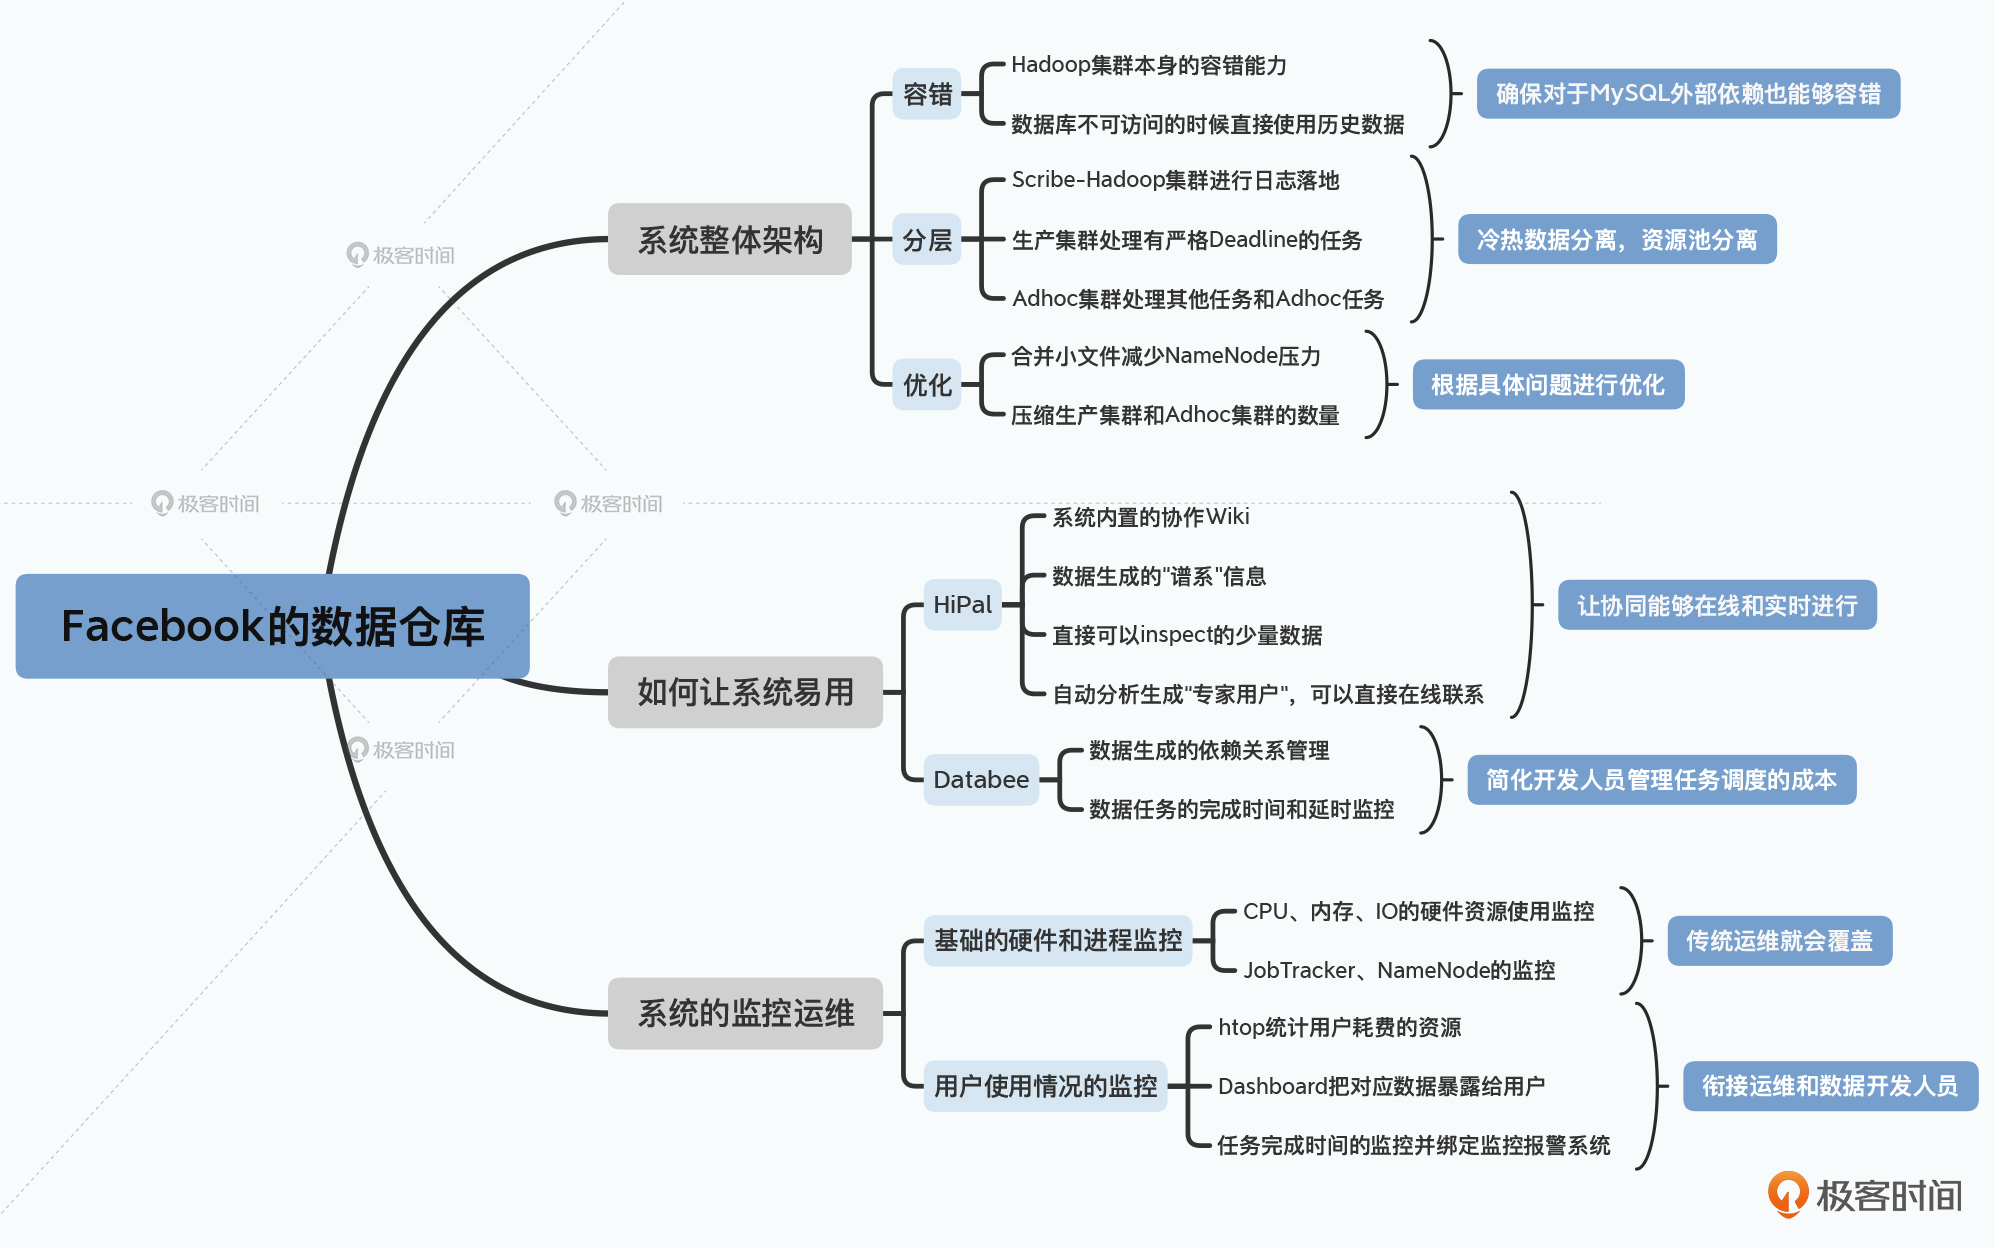 Facebook的数据仓库
系统整体架构
容错
Hadoop集群本身的容错能力
数据库不可访问的时候直接使用历史数据
确保对于MySQL外部依赖也能够容错
分层
Scribe-Hadoop集群进行日志落地
生产集群处理有严格Deadline的任务
Adhoc集群处理其他任务和Adhoc任务
冷热数据分离，资源池分离
优化
合并小文件减少NameNode压力
压缩生产集群和Adhoc集群的数量
根据具体问题进行优化
如何让系统易用
HiPal
系统内置的协作Wiki
数据生成的"谱系"信息
直接可以inspect的少量数据
自动分析生成"专家用户"，可以直接在线联系
让协同能够在线和实时进行
Databee
数据生成的依赖关系管理
数据任务的完成时间和延时监控
简化开发人员管理任务调度的成本
系统的监控运维
基础的硬件和进程监控
CPU、内存、IO的硬件资源使用监控
JobTracker、NameNode的监控
传统运维就会覆盖
用户使用情况的监控
htop统计用户耗费的资源
Dashboard把对应数据暴露给用户
任务完成时间的监控并绑定监控报警系统
衔接运维和数据开发人员
极客时间
极客时间
极客时间
极客时间
极客时间